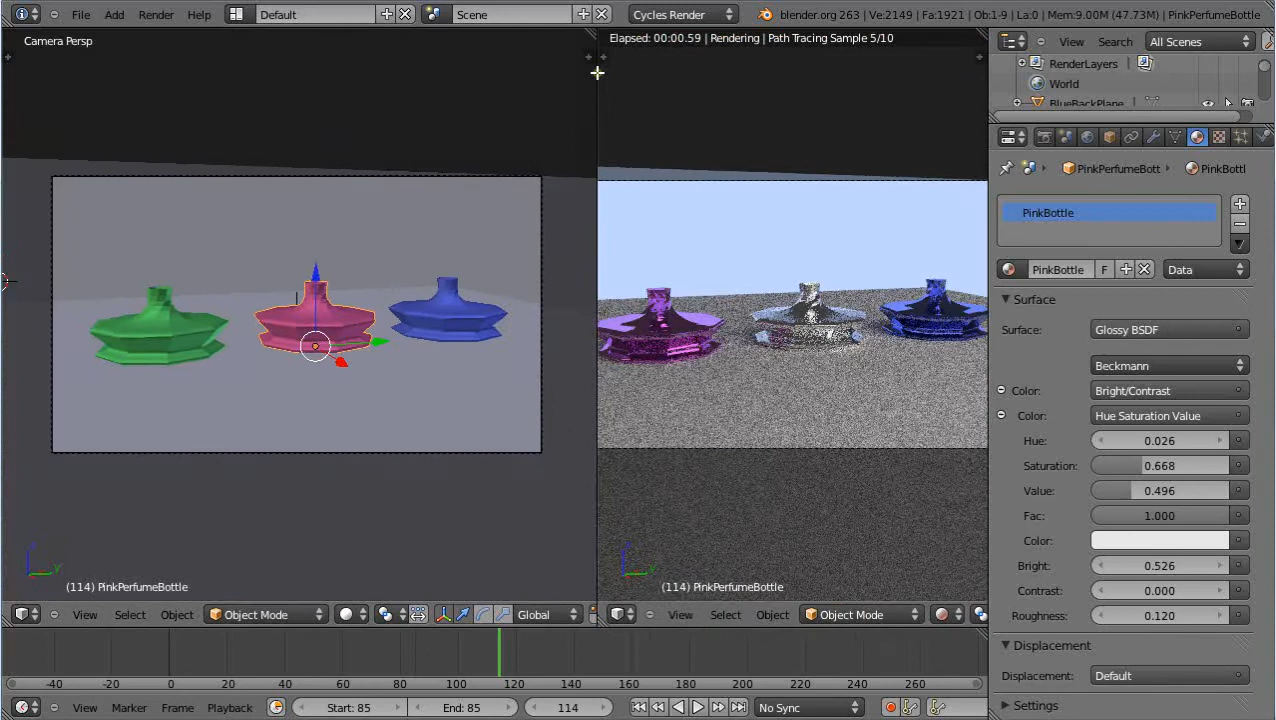 File Add Render Help Default Scene Cycles Render blender.org 263 | Ve:2149 | Fa:1921 | Ob:1-9 | La:0 | Mem:9.00M (47.73M) | PinkPerfumeBottle
Camera Persp
Elapsed: 00:00.59 | Rendering | Path Tracing Sample 5/10
View Search All Scenes
RenderLayers
World
BlueBackPlane
PinkPerfumeBott PinkBottl
PinkBottle
PinkBottle F Data
Surface
Surface: Glossy BSDF
Beckmann
Color: Bright/Contrast
Color: Hue Saturation Value
Hue: 0.026
Saturation: 0.668
Value: 0.496
Fac: 1.000
Color:
Bright: 0.526
Contrast: 0.000
Roughness: 0.120
Displacement
Displacement: Default
Settings
(114) PinkPerfumeBottle
(114) PinkPerfumeBottle
View Select Object Object Mode Global
View Select Object Object Mode
-40 -20 0 20 40 60 80 100 120 140 160 180 200 220 240 260
View Marker Frame Playback Start: 85 End: 85 114 No Sync